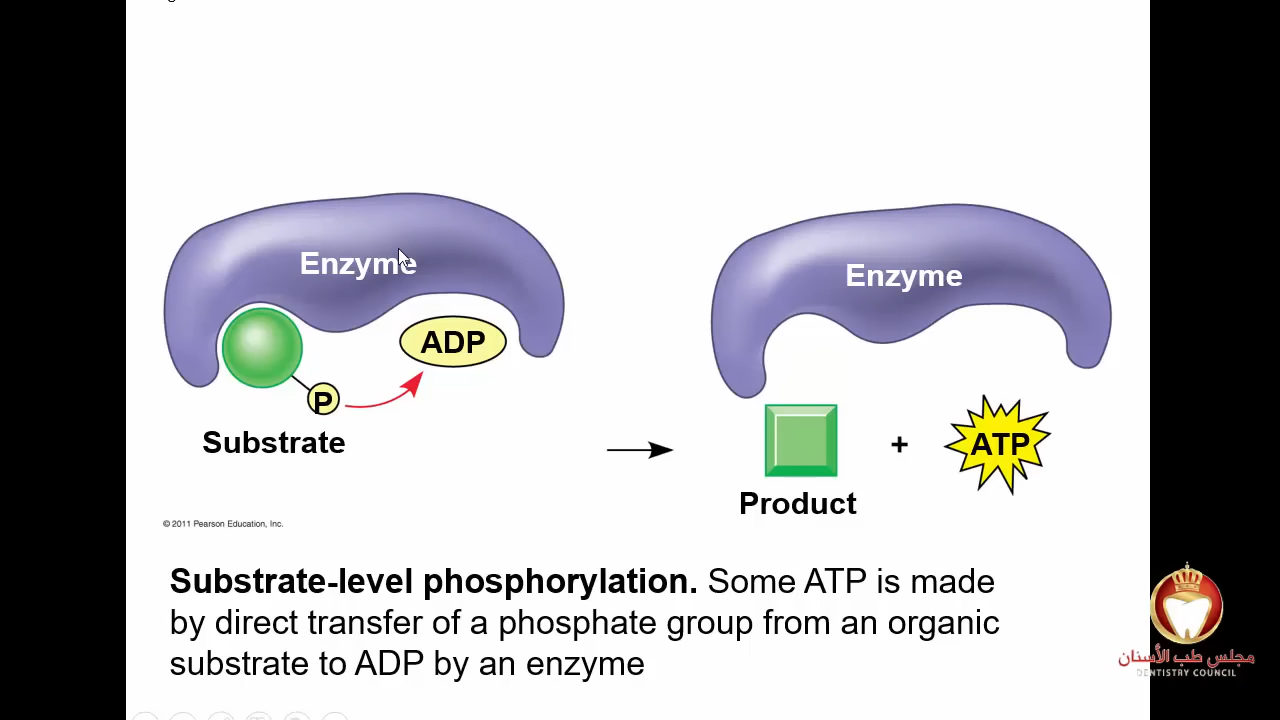 Enzyme
Enzyme
ADP
P
Substrate
ATP
+
Product
© 2011 Pearson Education, Inc.
Substrate-level phosphorylation. Some ATP is made
by direct transfer of a phosphate group from an organic
substrate to ADP by an enzyme
مجلس طب الأسنان
DENTISTRY COUNCIL